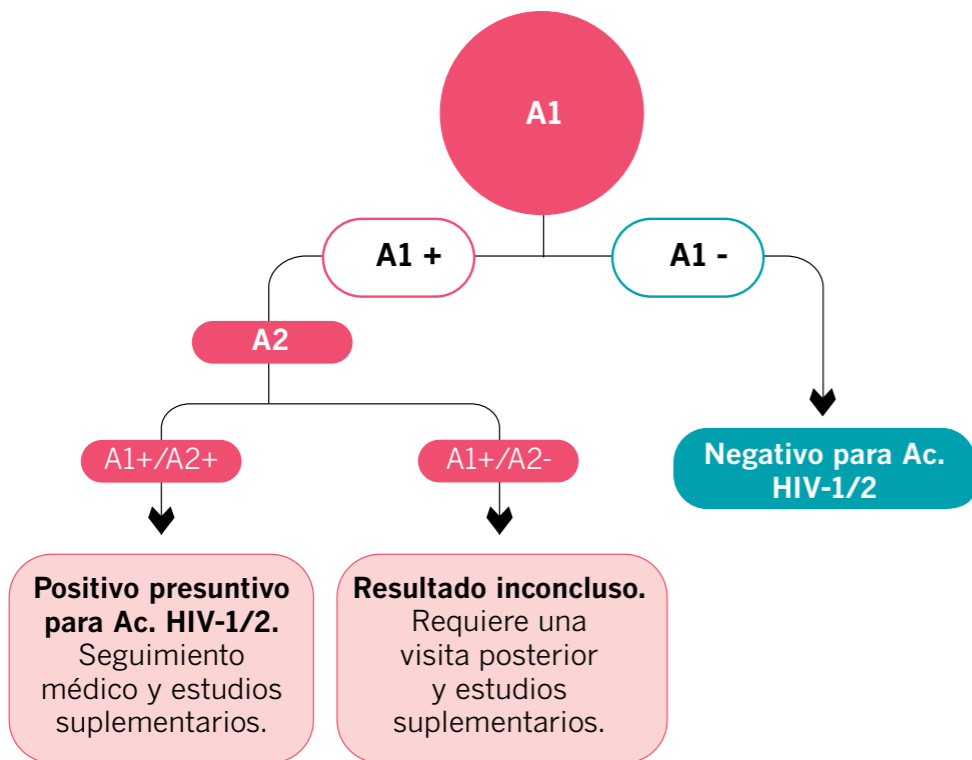 A1
A1 +
A1 -
A2
A1+/A2+
A1+/A2-
Negativo para Ac.
HIV-1/2
Positivo presuntivo
para Ac. HIV-1/2.
Seguimiento
médico y estudios
suplementarios.
Resultado inconcluso.
Requiere una
visita posterior
y estudios
suplementarios.